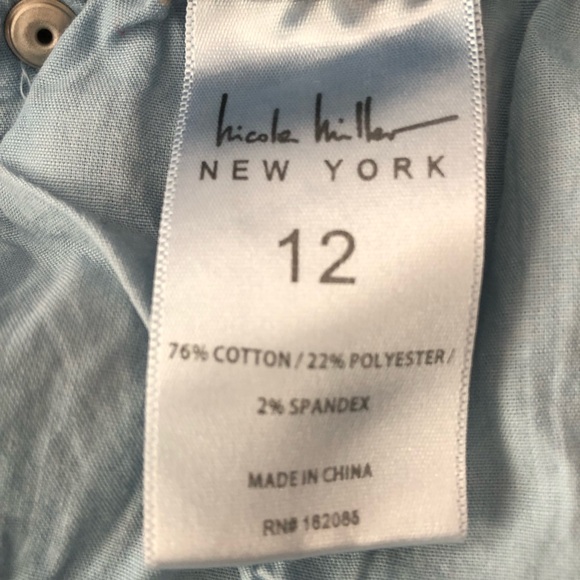 nicole miller
NEW YORK
12
76% COTTON / 22% POLYESTER /
2% SPANDEX
MADE IN CHINA
RN# 162085